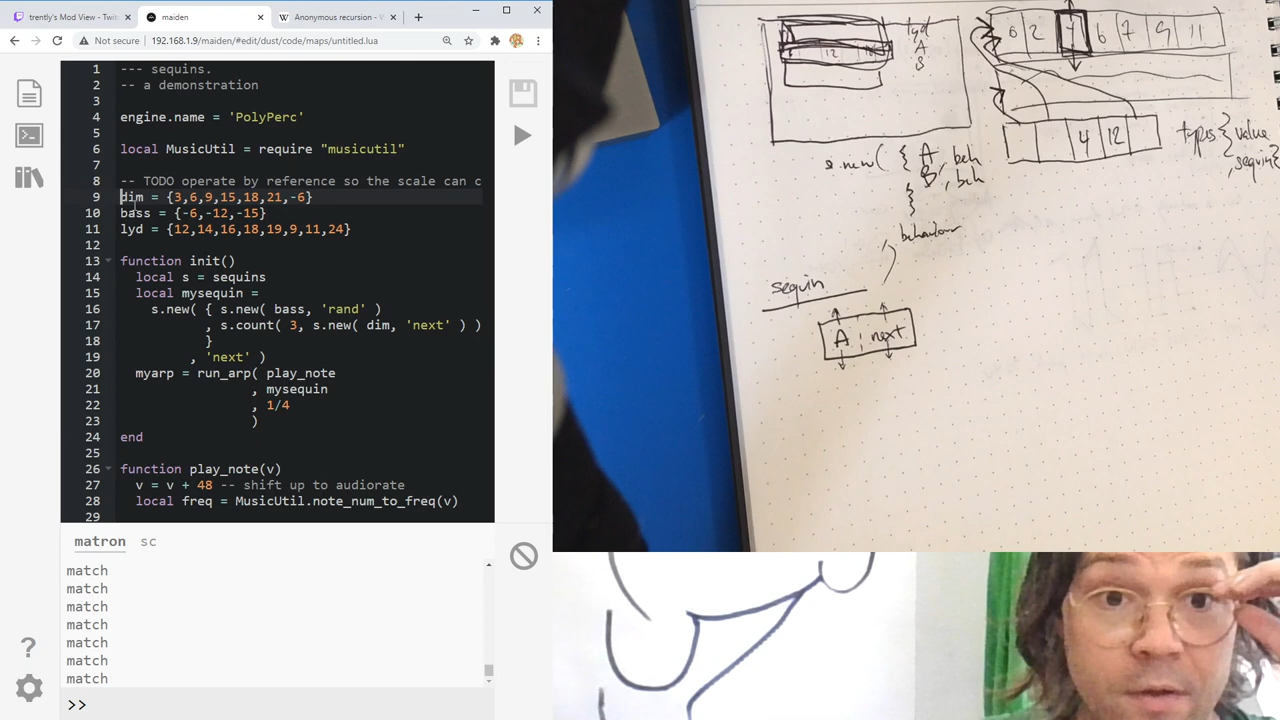 trently's Mod View - Twit
maiden
Anonymous recursion - W
Not secure
192.168.1.9/maiden/#edit/dust/code/maps/untitled.lua
1 --- sequins.
2 -- a demonstration
3
4 engine.name = 'PolyPerc'
5
6 local MusicUtil = require "musicutil"
7
8 -- TODO operate by reference so the scale can c
9 dim = {3,6,9,15,18,21,-6}
10 bass = {-6,-12,-15}
11 lyd = {12,14,16,18,19,9,11,24}
12
13 function init()
14 local s = sequins
15 local mysequin =
16 s.new( { s.new( bass, 'rand' )
17 , s.count( 3, s.new( dim, 'next' ) )
18 }
19 , 'next' )
20 myarp = run_arp( play_note
21 , mysequin
22 , 1/4
23 )
24 end
25
26 function play_note(v)
27 v = v + 48 -- shift up to audiorate
28 local freq = MusicUtil.note_num_to_freq(v)
29
matron sc
match
match
match
match
match
match
match
>>
?
lyd
A
S
12
6 2 7 6 7 9 11
4 12
types { value
, sequin }
s.new( { A, beh
B, beh
}
behaviour
sequin
A ; next